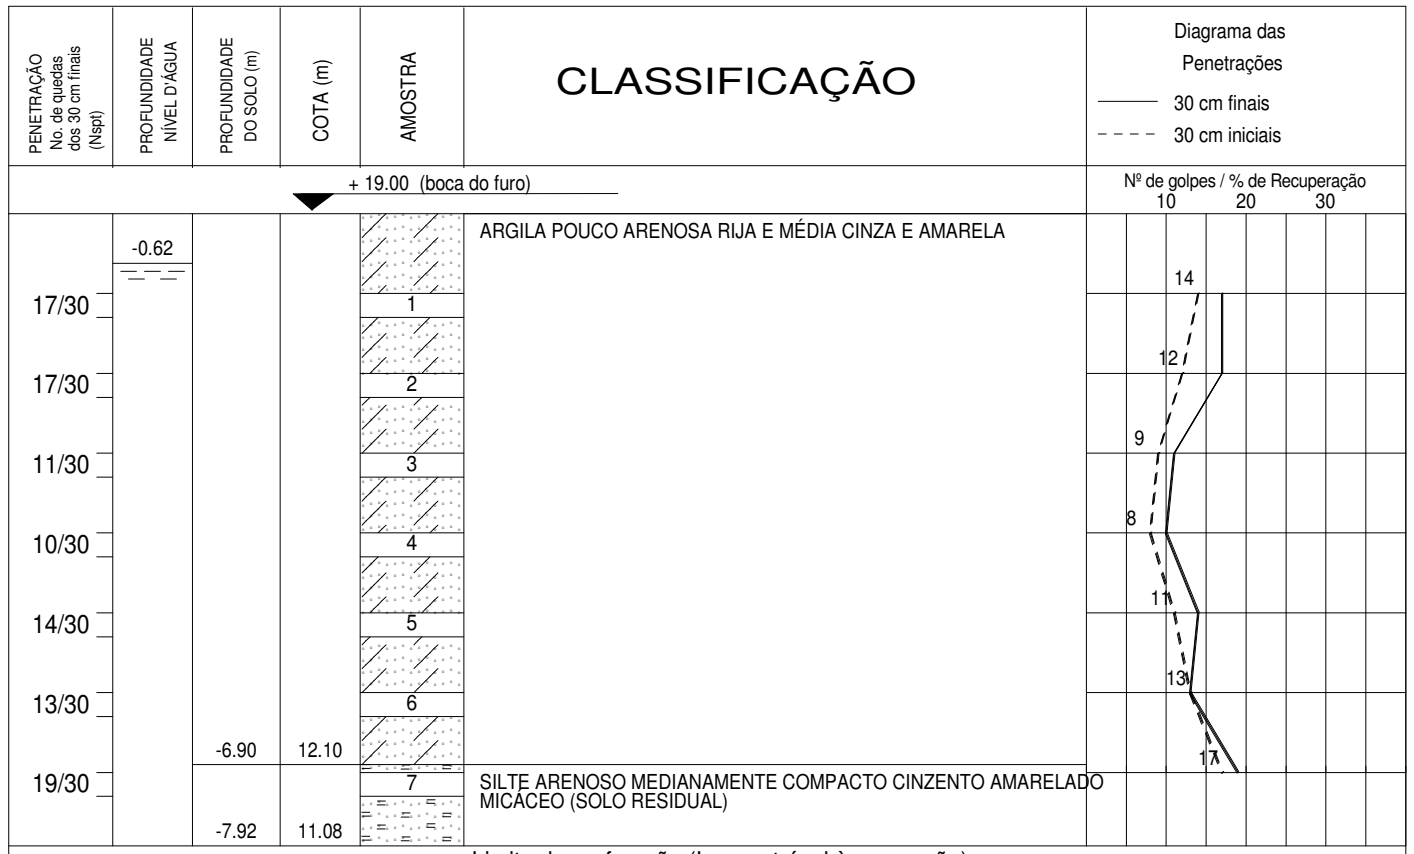 PENETRAÇÃO
No. de quedas
dos 30 cm finais
(Nspt)
PROFUNDIDADE
NÍVEL D'ÁGUA
PROFUNDIDADE
DO SOLO (m)
COTA (m)
AMOSTRA
CLASSIFICAÇÃO
Diagrama das
Penetrações
30 cm finais
30 cm iniciais
+ 19.00 (boca do furo)
Nº de golpes / % de Recuperação
10 20 30
ARGILA POUCO ARENOSA RIJA E MÉDIA CINZA E AMARELA
-0.62
14
17/30 1
12
17/30 2
9
11/30 3
8
10/30 4
11
14/30 5
13
13/30 6
-6.90 12.10
17
19/30 7
SILTE ARENOSO MEDIANAMENTE COMPACTO CINZENTO AMARELADO
MICÁCEO (SOLO RESIDUAL)
-7.92 11.08